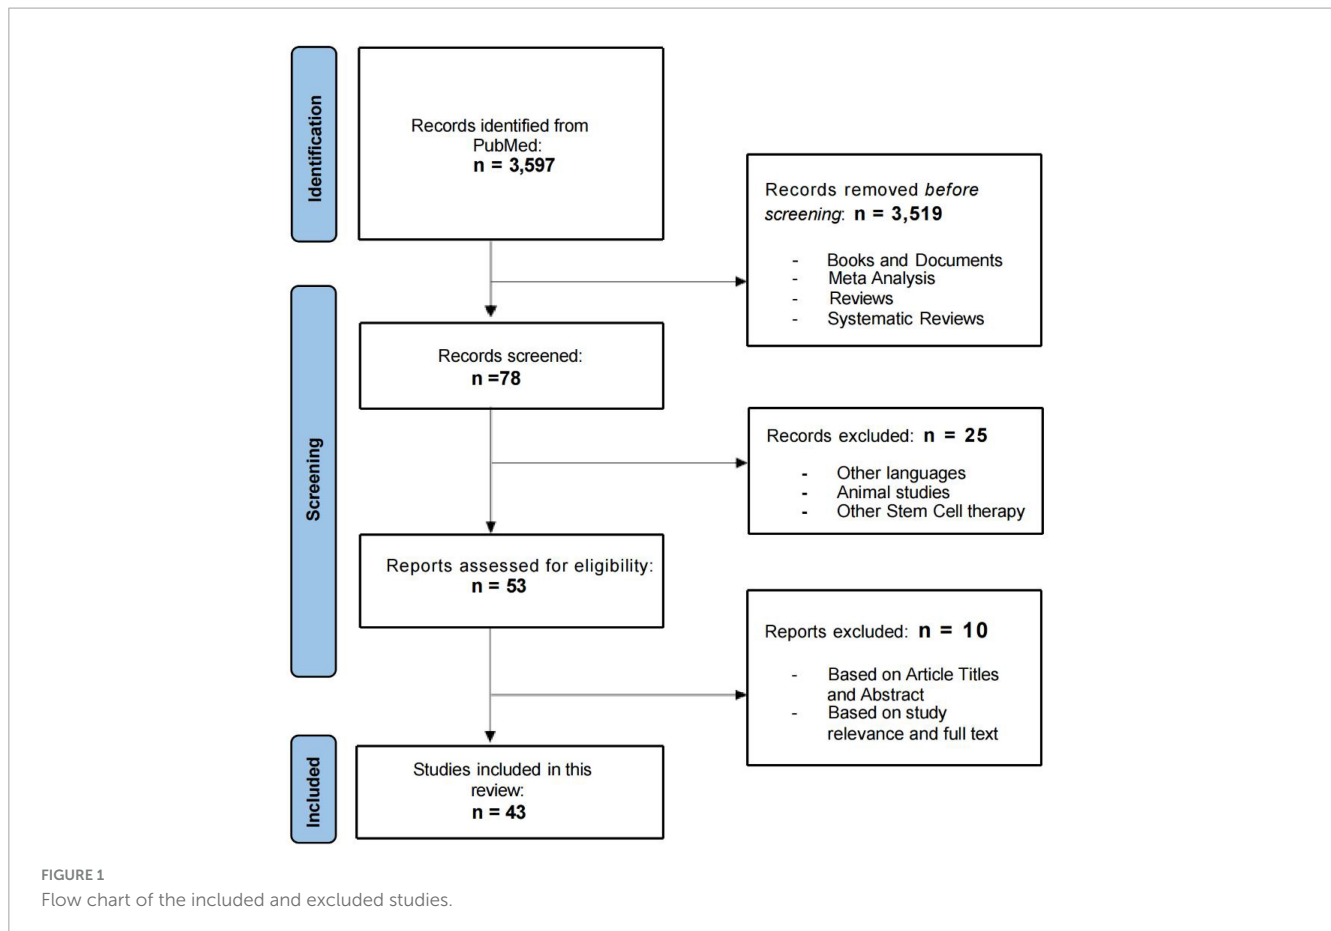 Identification
Records identified from
PubMed:
n = 3,597
Records removed before
screening: n = 3,519
- Books and Documents
- Meta Analysis
- Reviews
- Systematic Reviews
Screening
Records screened:
n =78
Records excluded: n = 25
- Other languages
- Animal studies
- Other Stem Cell therapy
Reports assessed for eligibility:
n = 53
Reports excluded: n = 10
- Based on Article Titles
and Abstract
- Based on study
relevance and full text
Included
Studies included in this
review:
n = 43
FIGURE 1
Flow chart of the included and excluded studies.